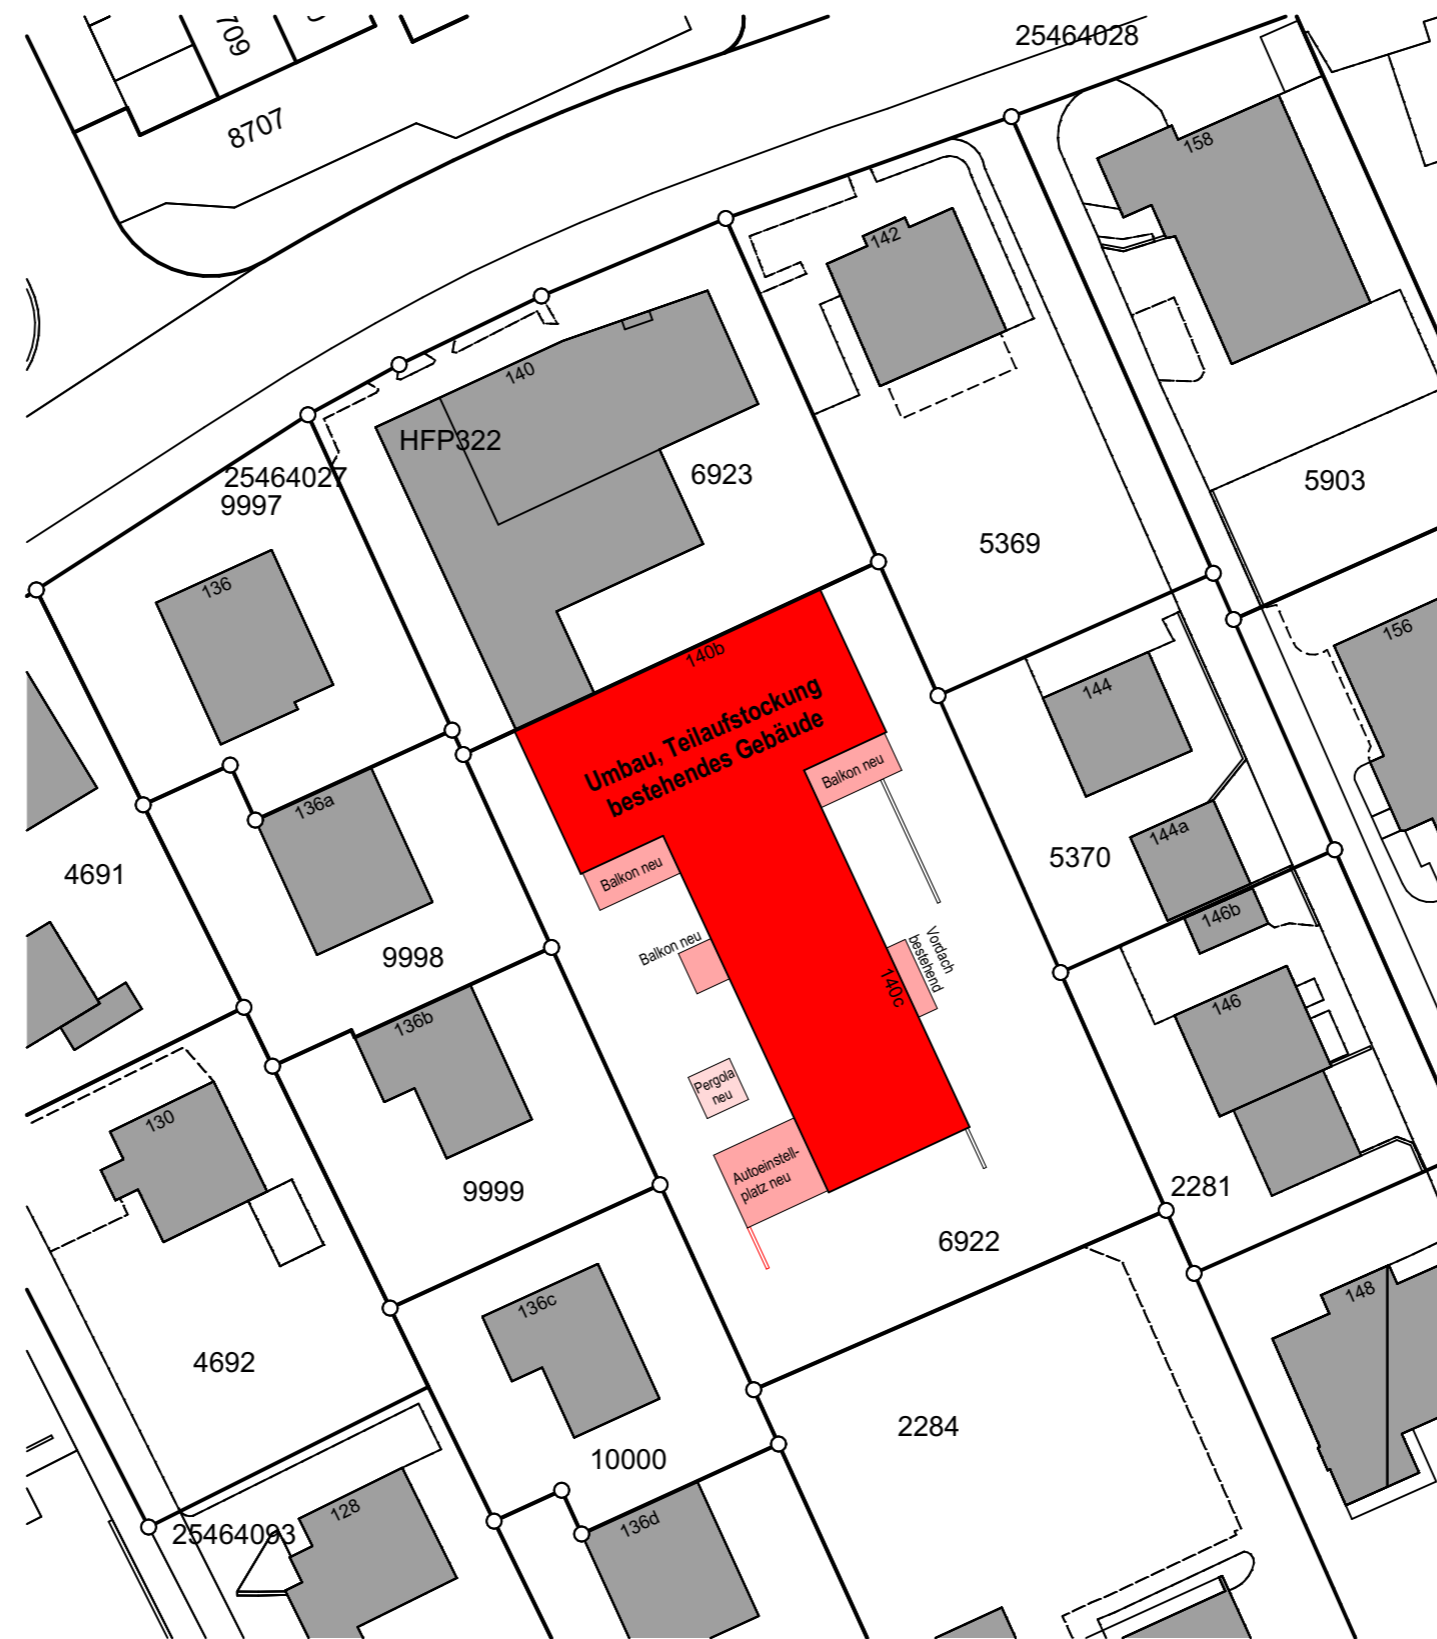 709
25464028
8707
158
142
140
HFP322
6923
25464027
9997
5903
5369
136
156
140b
144
Umbau, Teilaufstockung
bestehendes Gebäude
Balkon neu
136a
144a
5370
4691
Balkon neu
146b
Balkon neu
9998
Vordach
bestehend
140c
146
136b
Pergola
neu
130
Autoeinstell-
platz neu
9999
2281
6922
136c
148
4692
2284
10000
128
136d
25464093